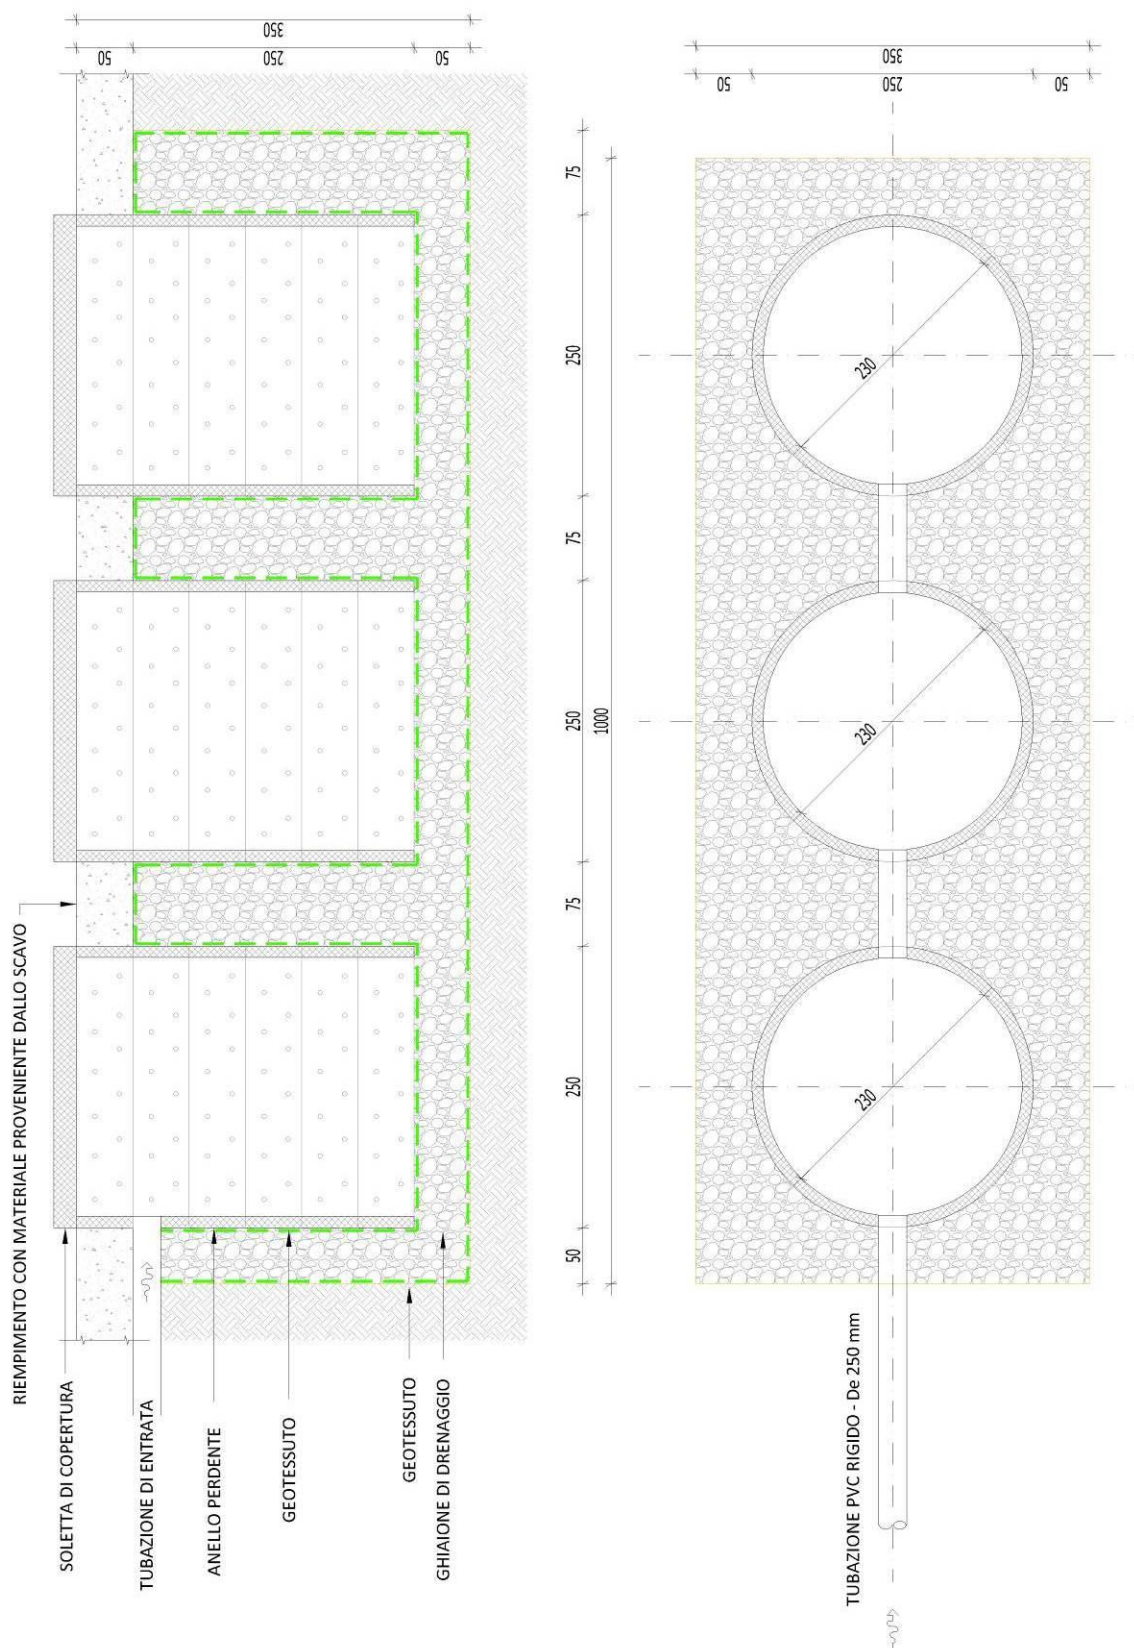 RIEMPIMENTO CON MATERIALE PROVENIENTE DALLO SCAVO
SOLETTA DI COPERTURA
TUBAZIONE DI ENTRATA
ANELLO PERDENTE
GEOTESSUTO
GEOTESSUTO
GHIAIONE DI DRENAGGIO
50
250
50
350
50
250
75
250
75
250
75
1000
TUBAZIONE PVC RIGIDO - De 250 mm
230
230
230
50
250
50
350